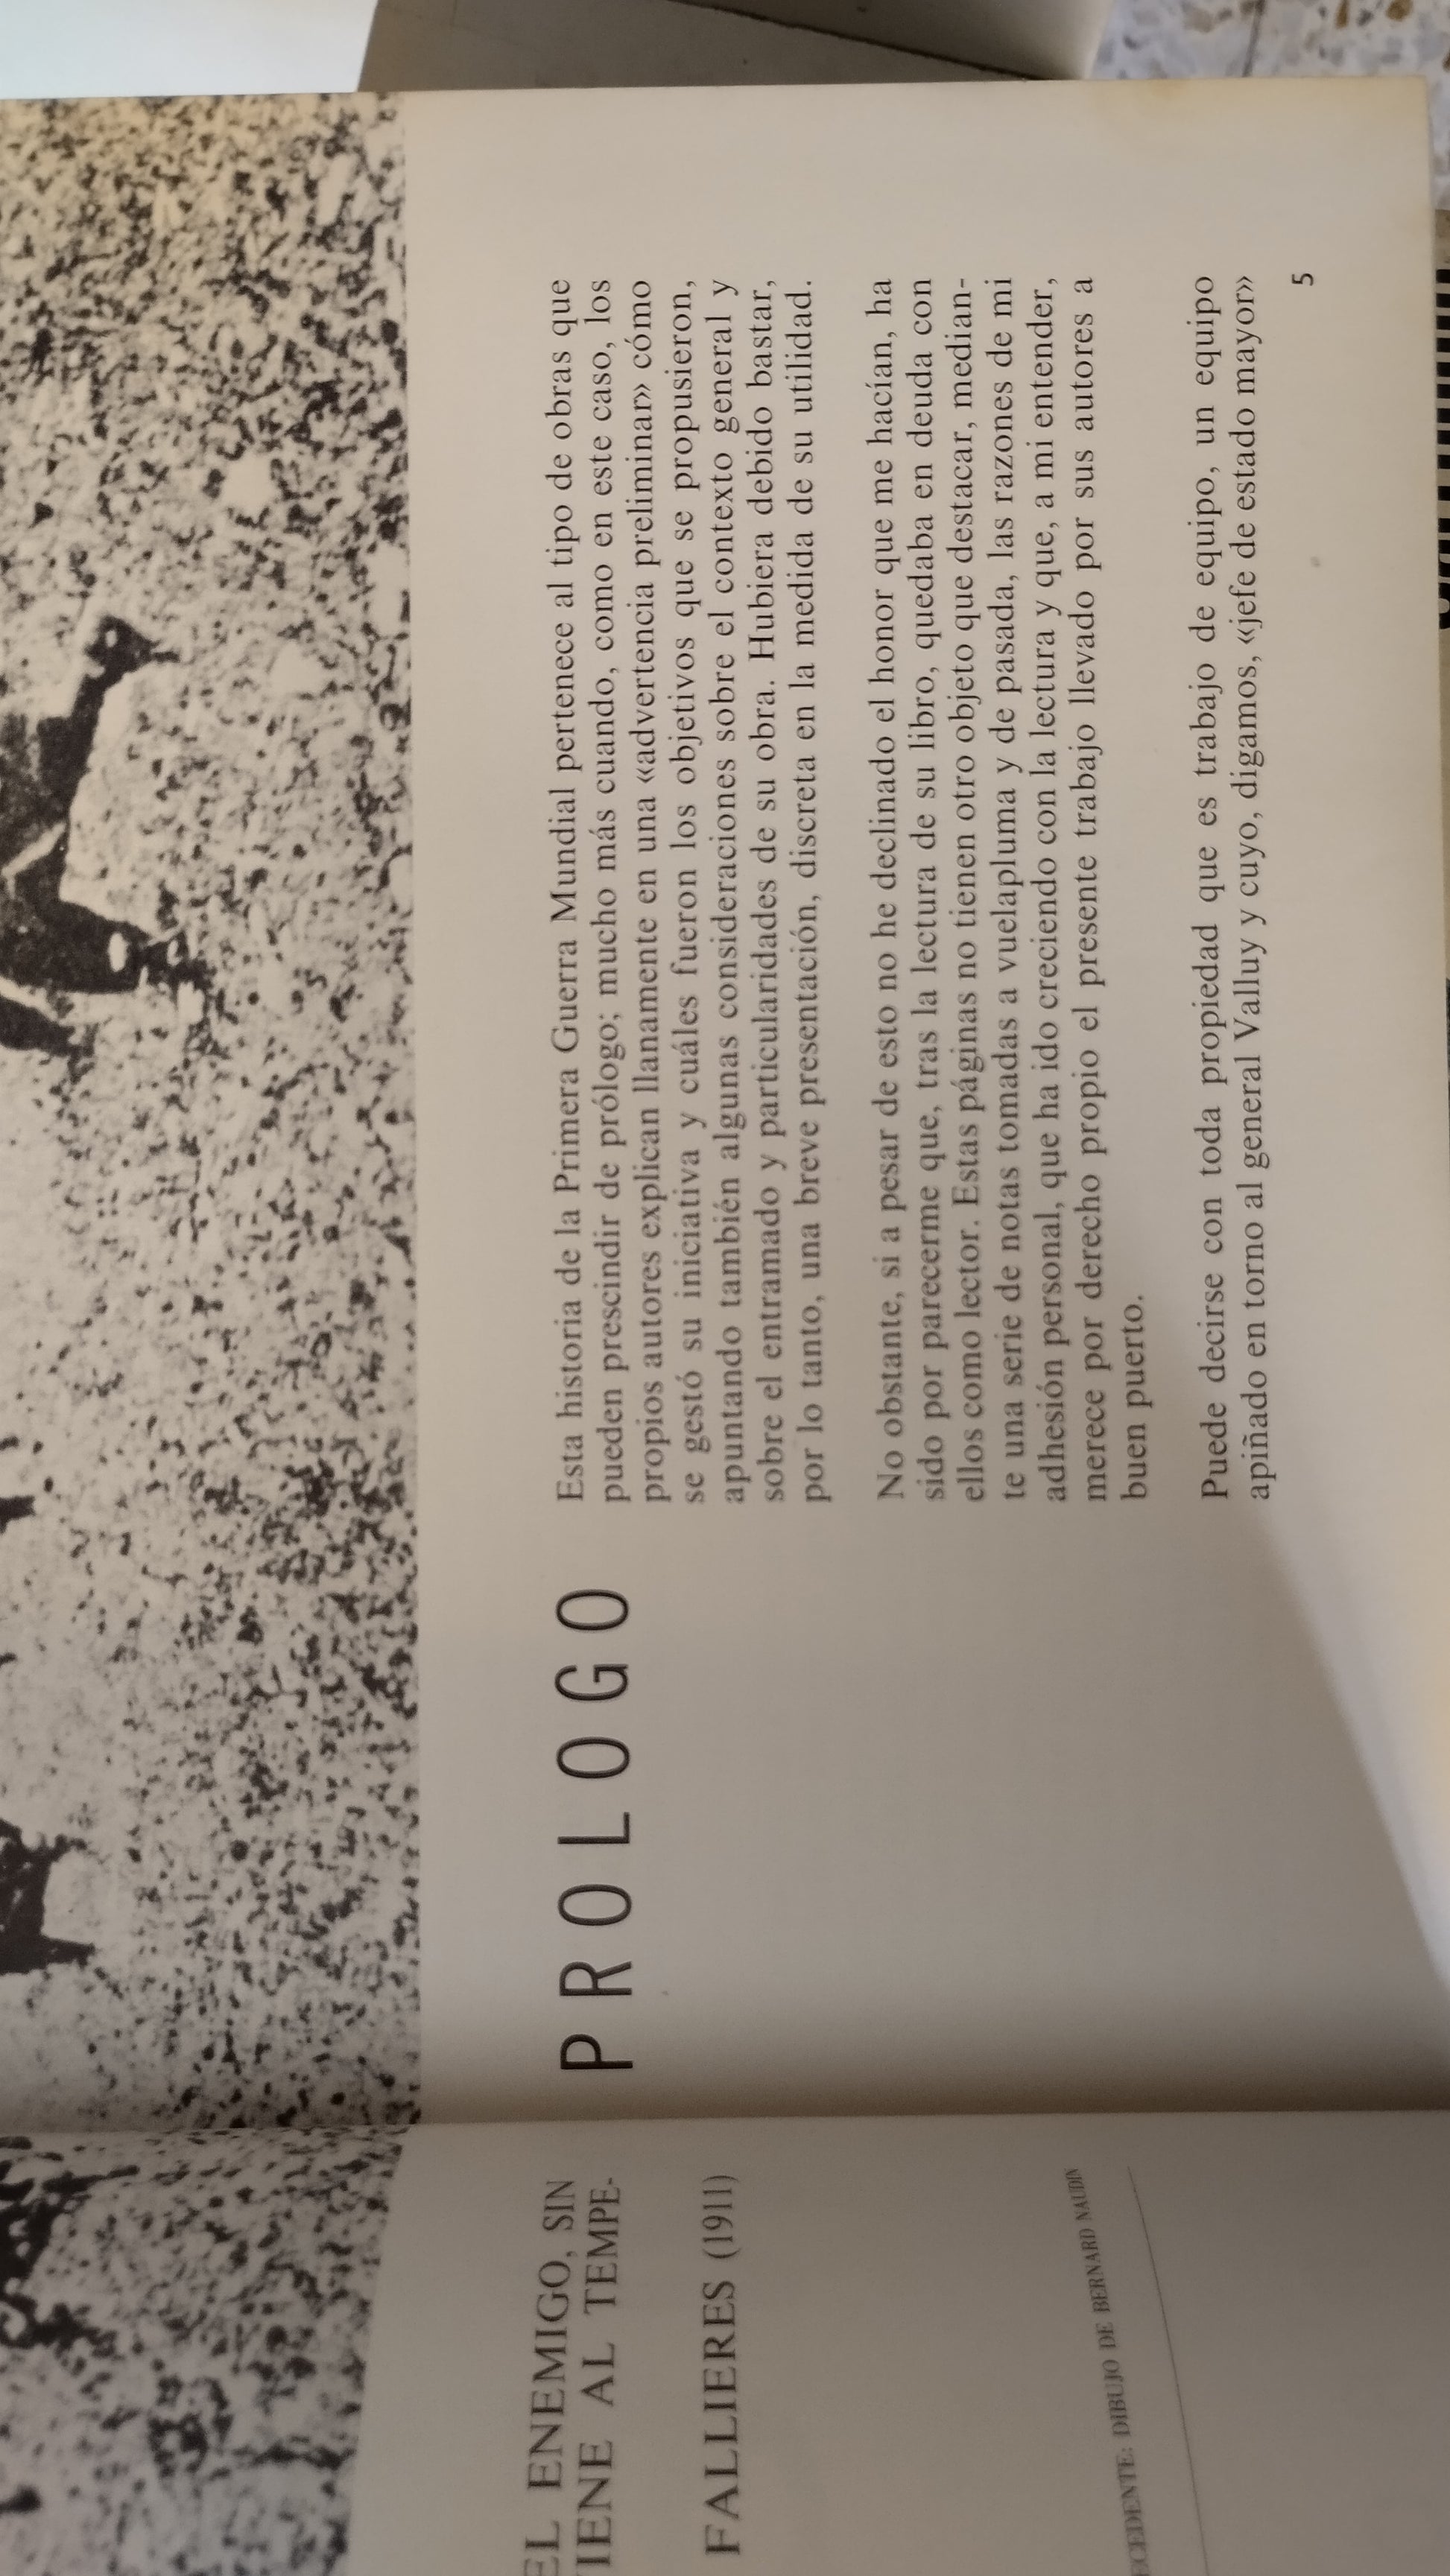 EL ENEMIGO, SIN
TIENE AL TEMPE-
FALLIERES (1911)
DIBUJO DE BERNARD NAUDIN
PROLOGO
Esta historia de la Primera Guerra Mundial pertenece al tipo de obras que
pueden prescindir de prólogo; mucho más cuando, como en este caso, los
propios autores explican llanamente en una «advertencia preliminar» cómo
se gestó su iniciativa y cuáles fueron los objetivos que se propusieron,
apuntando también algunas consideraciones sobre el contexto general y
sobre el entramado y particularidades de su obra. Hubiera debido bastar,
por lo tanto, una breve presentación, discreta en la medida de su utilidad.
No obstante, si a pesar de esto no he declinado el honor que me hacían, ha
sido por parecerme que, tras la lectura de su libro, quedaba en deuda con
ellos como lector. Estas páginas no tienen otro objeto que destacar, median-
te una serie de notas tomadas a vuelapluma y de pasada, las razones de mi
adhesión personal, que ha ido creciendo con la lectura y que, a mi entender,
merece por derecho propio el presente trabajo llevado por sus autores a
buen puerto.
Puede decirse con toda propiedad que es trabajo de equipo, un equipo
apiñado en torno al general Valluy y cuyo, digamos, «jefe de estado mayor»
5